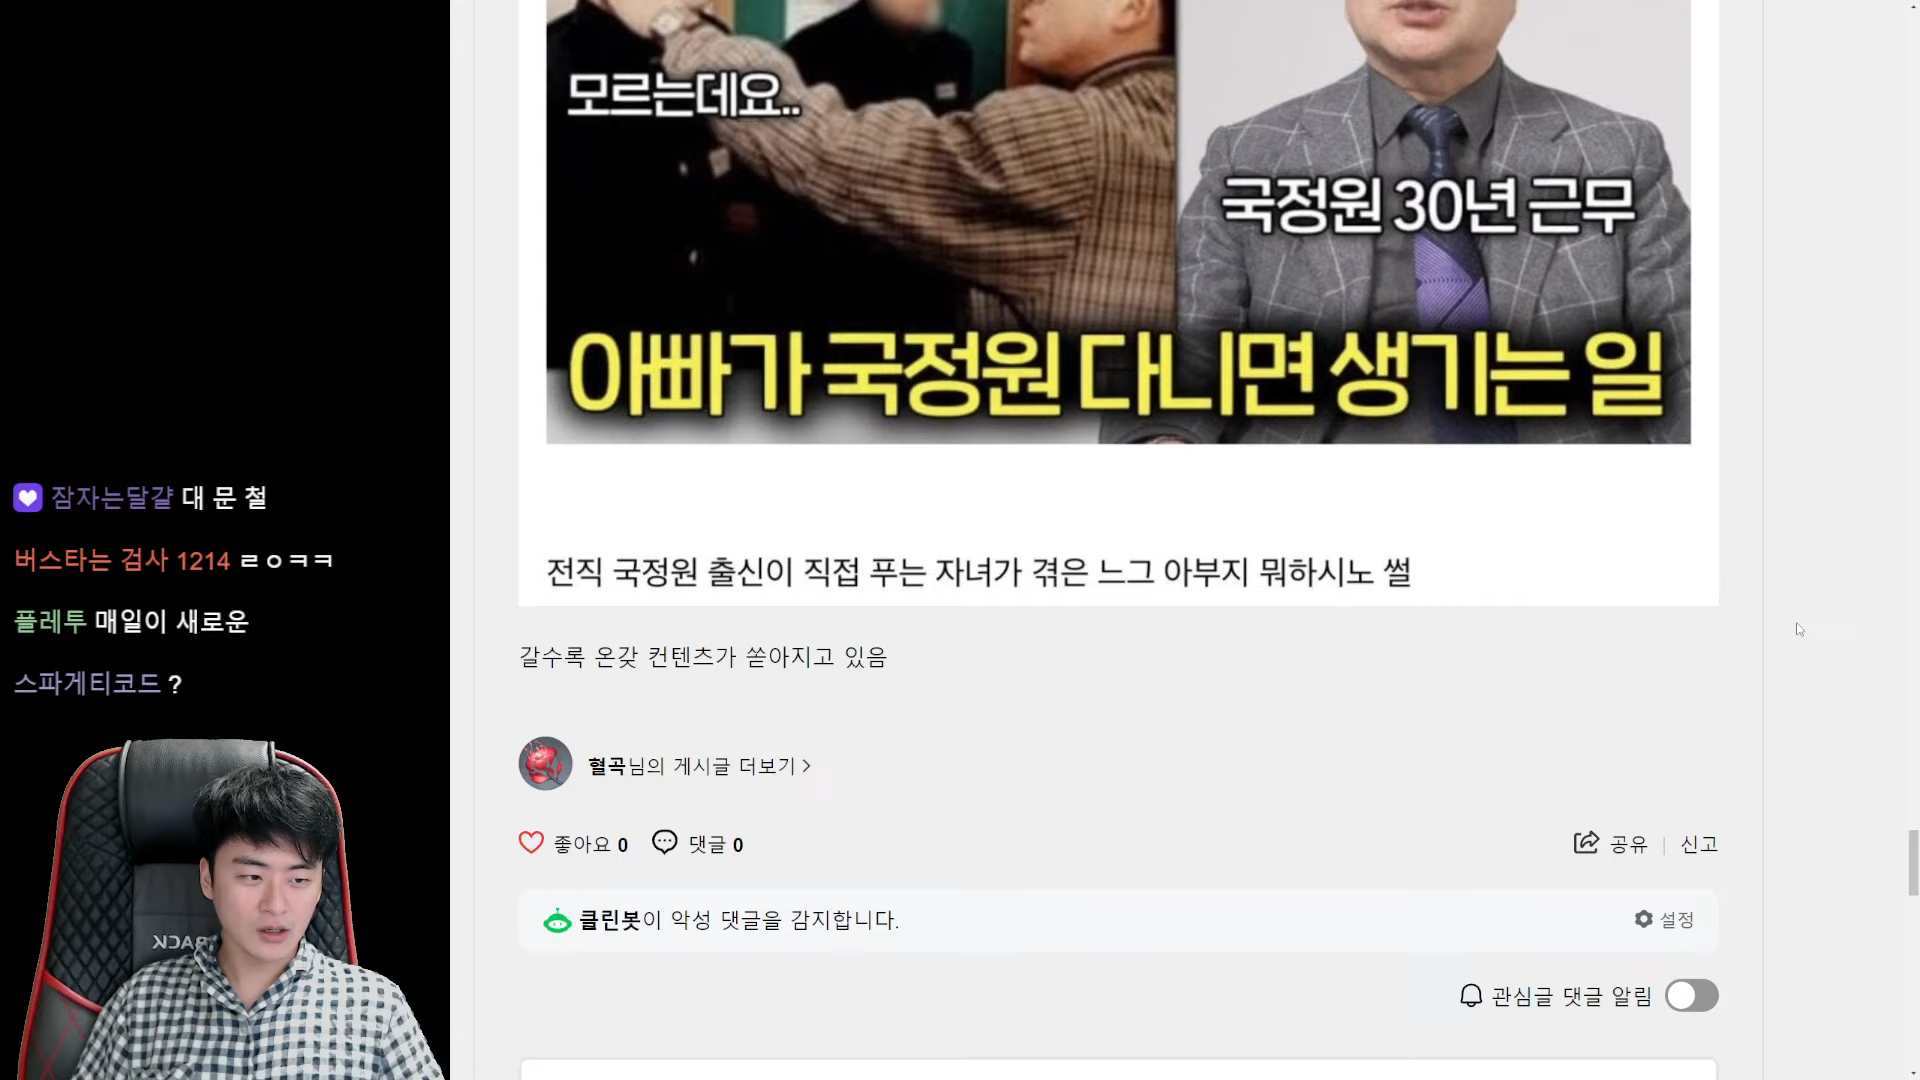 모르는데요..
국정원 30년 근무
아빠가 국정원 다니면 생기는 일
전직 국정원 출신이 직접 푸는 자녀가 겪은 느그 아부지 뭐하시노 썰
갈수록 온갖 컨텐츠가 쏟아지고 있음
혈곡님의 게시글 더보기 >
좋아요 0 댓글 0
공유 | 신고
클린봇이 악성 댓글을 감지합니다.
설정
관심글 댓글 알림
잠자는달걀 대 문 철
버스타는 검사 1214 ㄹㅇㅋㅋ
플레투 매일이 새로운
스파게티코드 ?